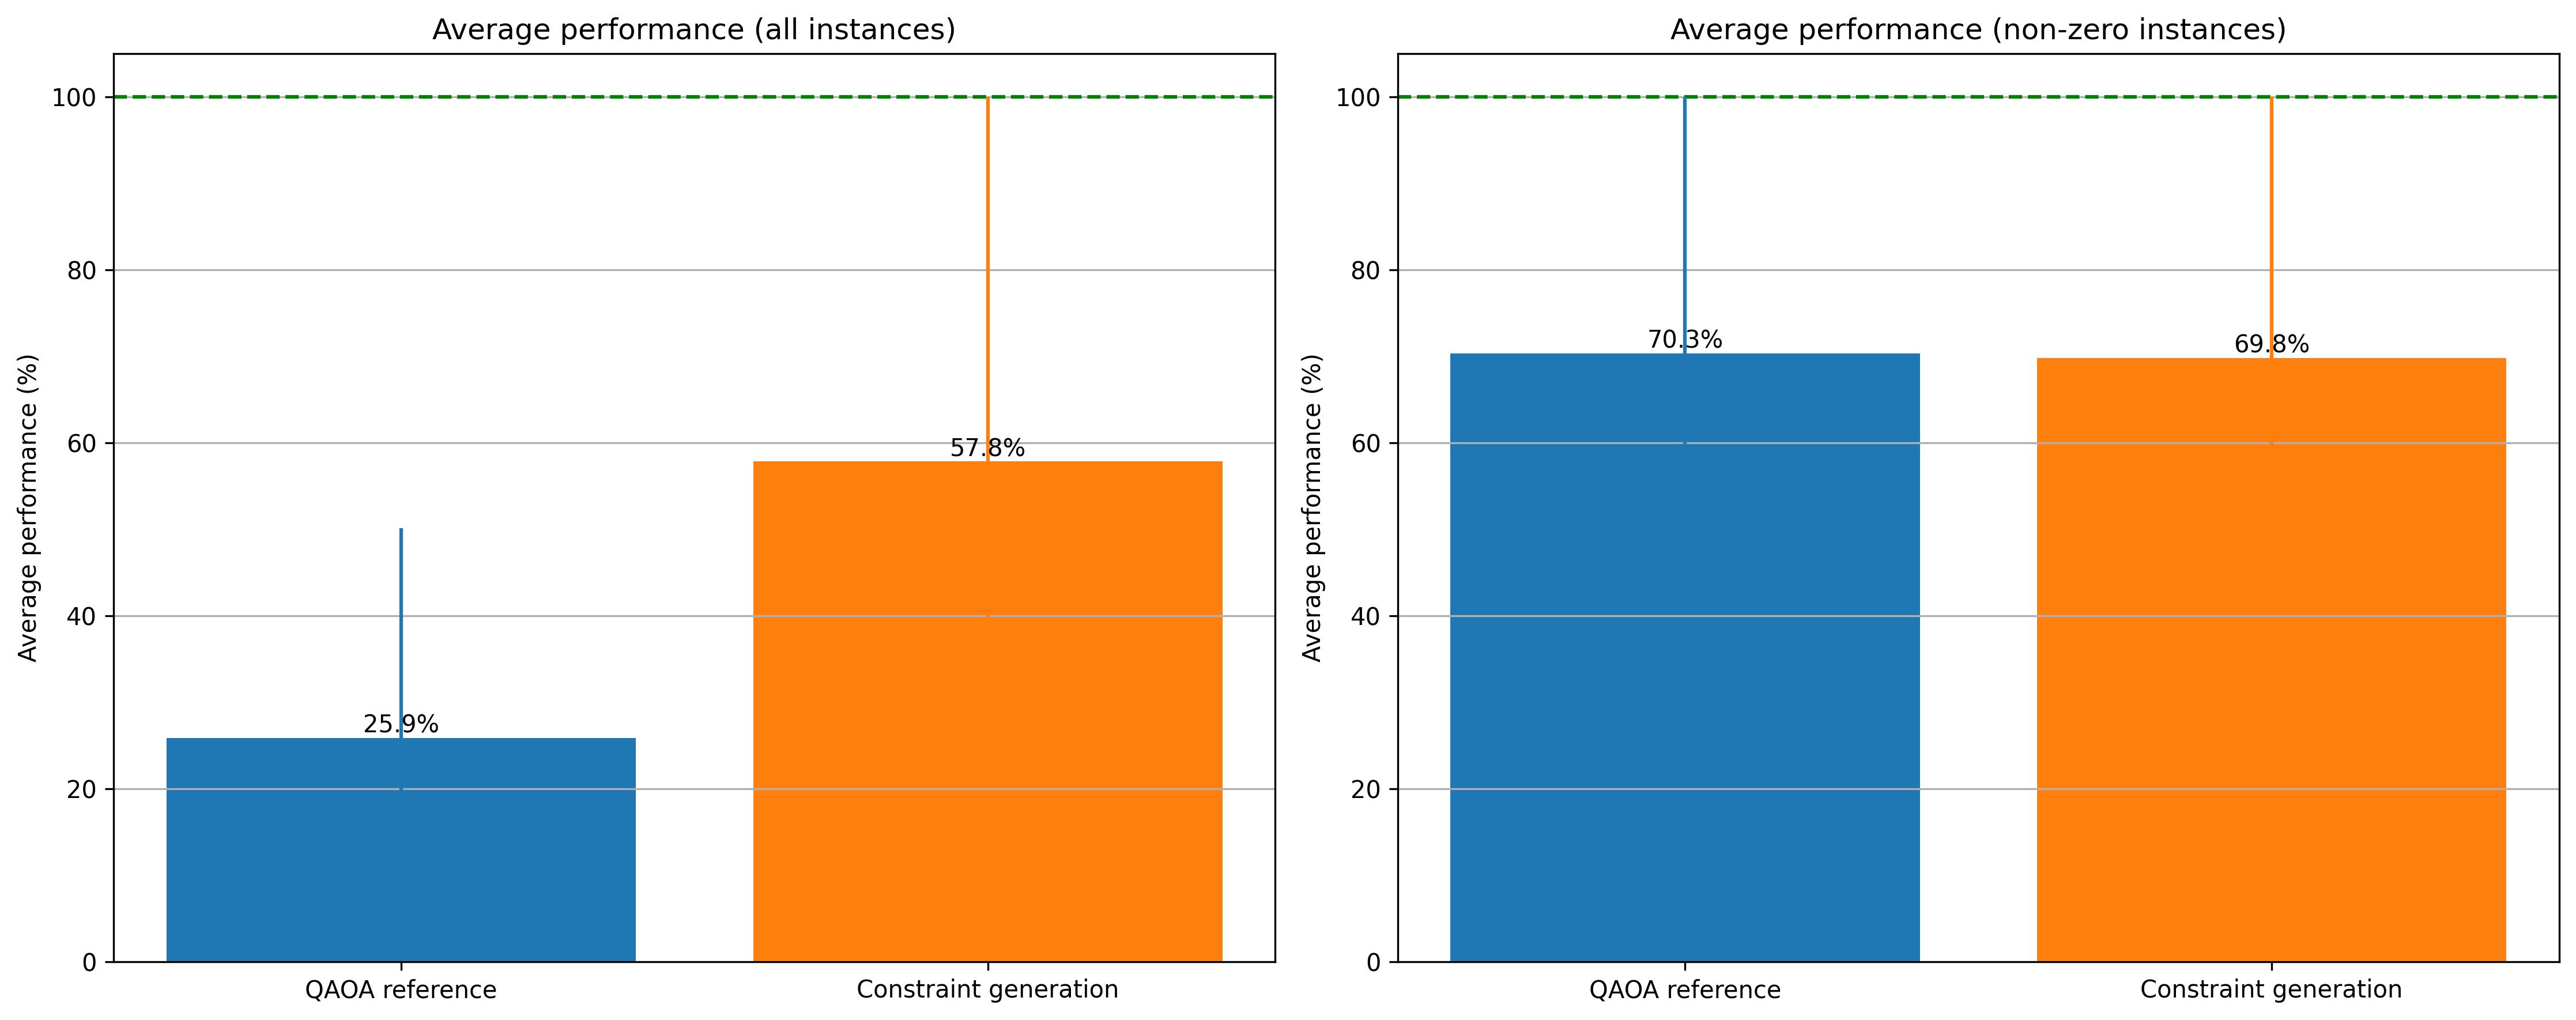 Average performance (all instances)
Average performance (%)
100
80
60
40
20
0
25.9%
57.8%
QAOA reference
Constraint generation
Average performance (non-zero instances)
Average performance (%)
100
80
60
40
20
0
70.3%
69.8%
QAOA reference
Constraint generation